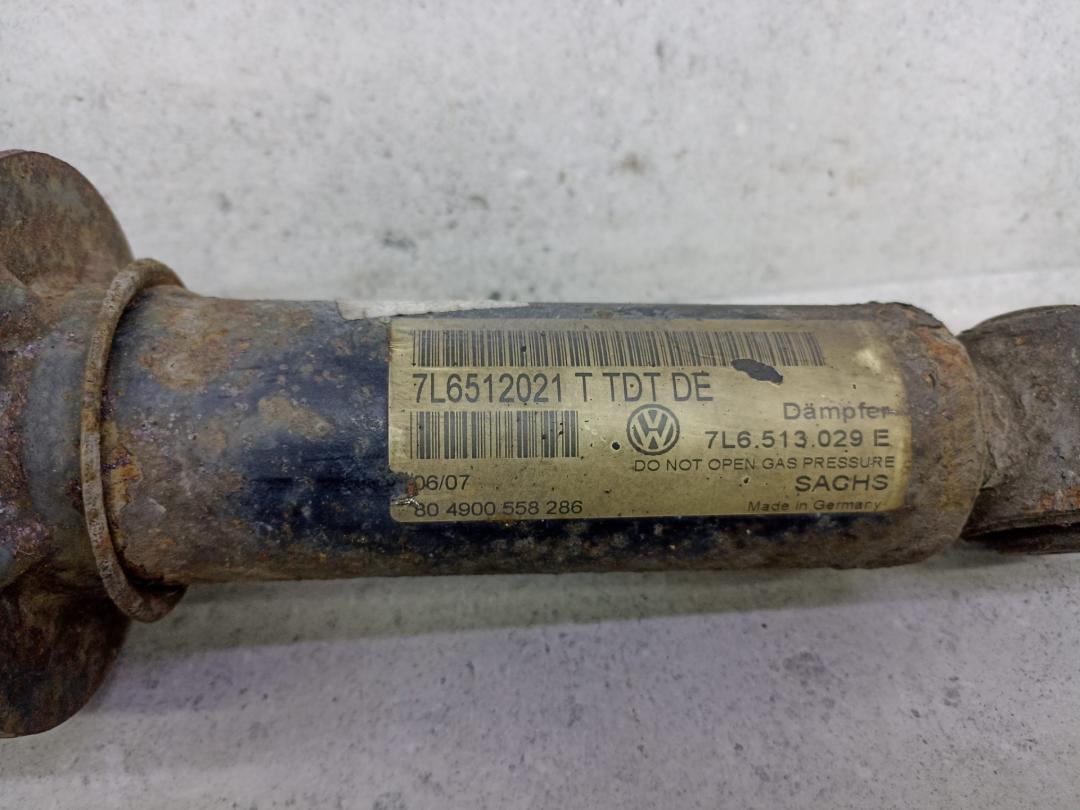 7L6512021 T TDT DE
Dämpfer
7L6.513.029 E
DO NOT OPEN GAS PRESSURE
06/07
SACHS
80 4900 558 286
Made in Germany